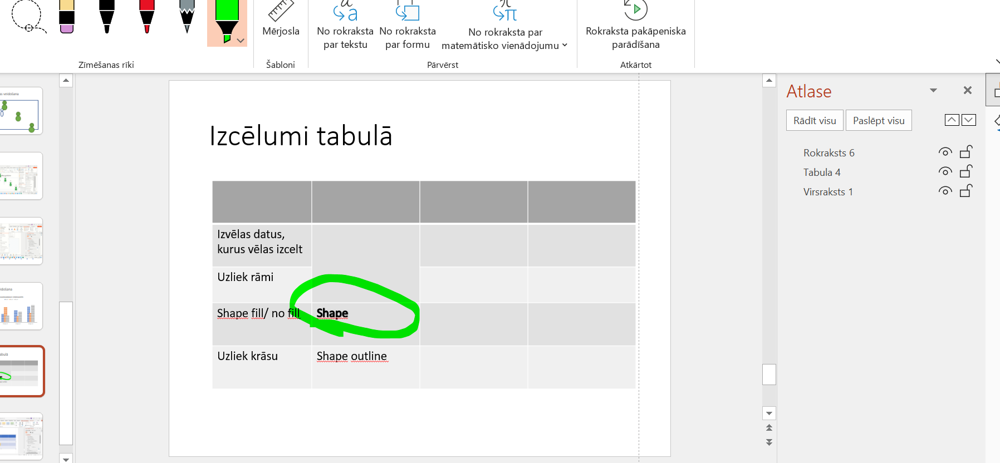 Mērjosla
No rokraksta
par tekstu
No rokraksta
par formu
No rokraksta par
matemātisko vienādojumu
Rokraksta pakāpeniska
parādīšana
Zīmēšanas rīki
Šabloni
Pārvērst
Atkārtot
Izcēlumi tabulā
Izvēlas datus,
kurus vēlas izcelt
Uzliek rāmi
Shape fill/ no fill
Shape
Uzliek krāsu
Shape outline
Atlase
Rādīt visu
Paslēpt visu
Rokraksts 6
Tabula 4
Virsraksts 1